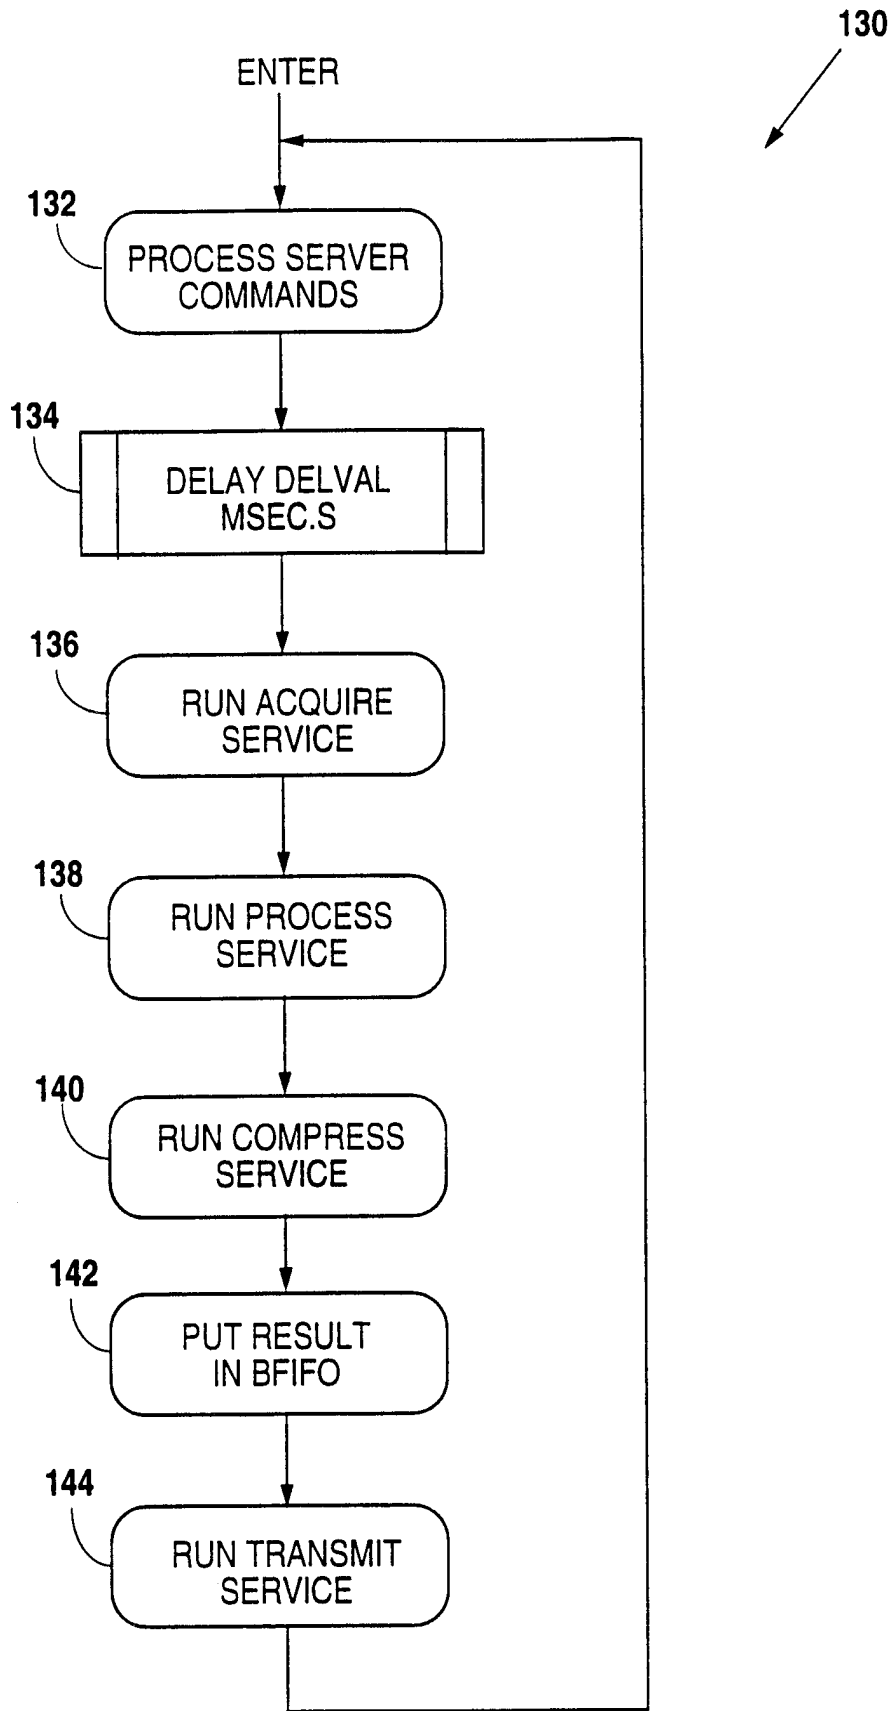 130
ENTER
132
PROCESS SERVER
COMMANDS
134
DELAY DELVAL
MSEC.S
136
RUN ACQUIRE
SERVICE
138
RUN PROCESS
SERVICE
140
RUN COMPRESS
SERVICE
142
PUT RESULT
IN BFIFO
144
RUN TRANSMIT
SERVICE